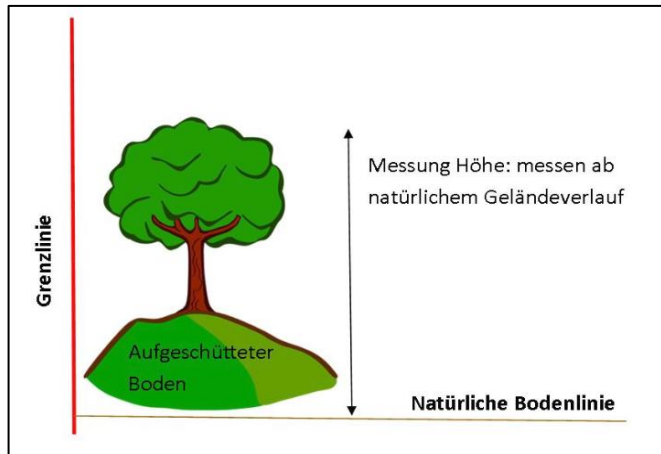 Messung Höhe: messen ab
natürlichem Geländeverlauf
Grenzlinie
Aufgeschütteter
Boden
Natürliche Bodenlinie